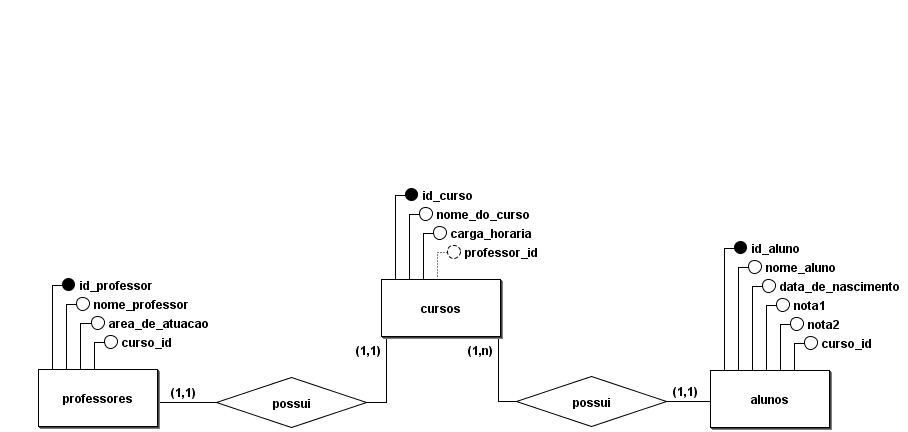 id_curso
nome_do_curso
carga_horaria
professor_id
cursos
(1,1)
(1,n)
id_professor
nome_professor
area_de_atuacao
curso_id
professores
(1,1)
possui
id_aluno
nome_aluno
data_de_nascimento
nota1
nota2
curso_id
alunos
(1,1)
possui